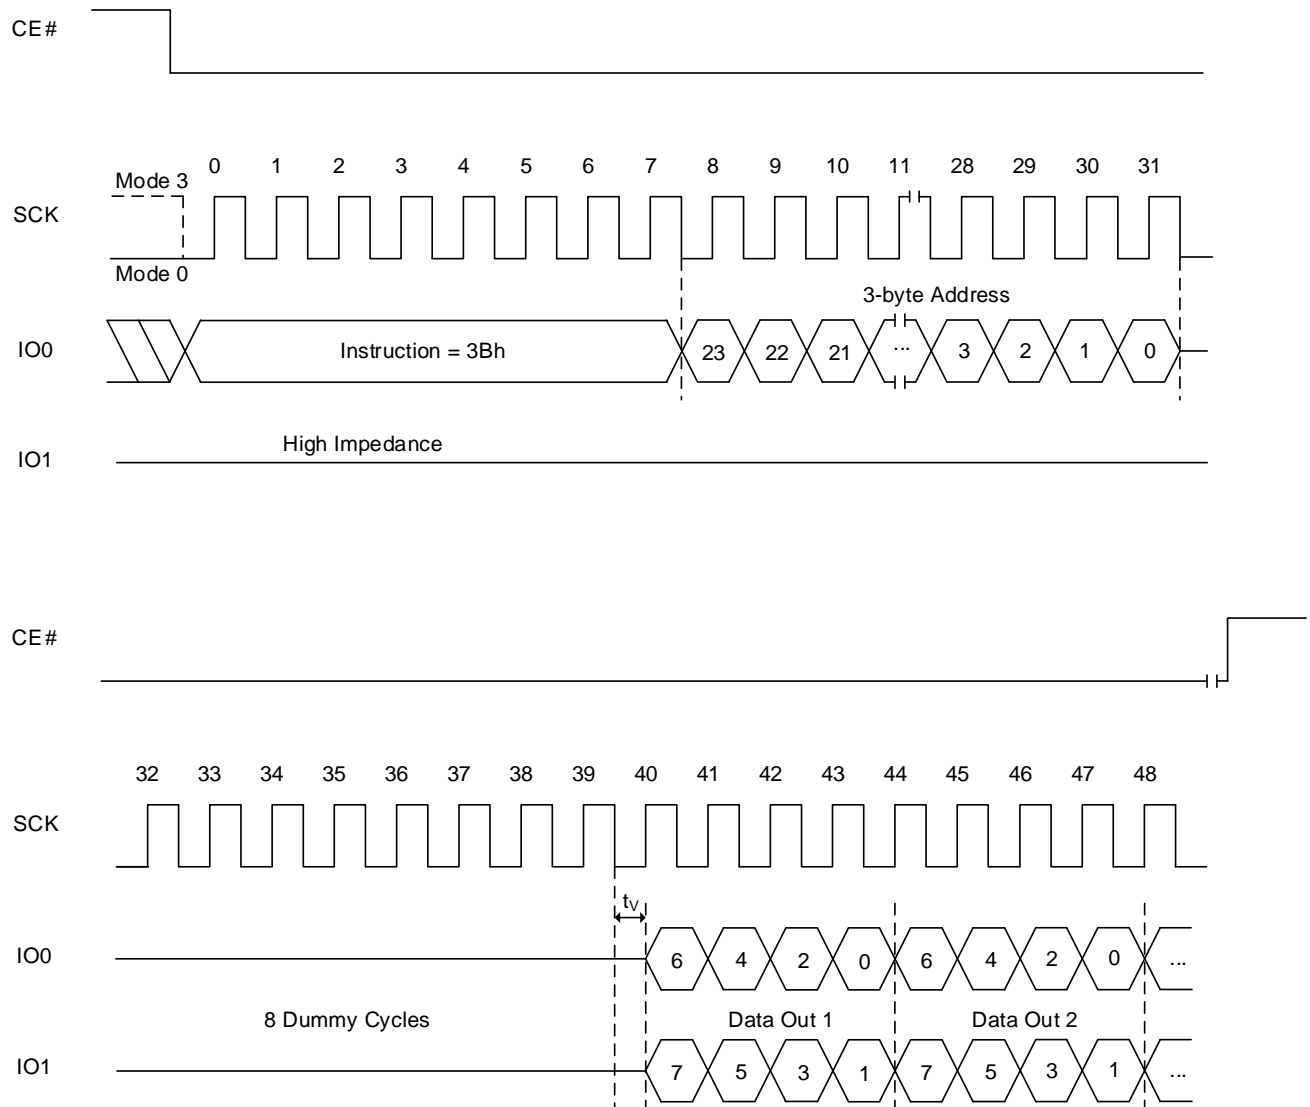 CE#
0 1 2 3 4 5 6 7 8 9 10 11 28 29 30 31
Mode 3
SCK
Mode 0
3-byte Address
IO0 Instruction = 3Bh 23 22 21 ... 3 2 1 0
High Impedance
IO1
CE#
32 33 34 35 36 37 38 39 40 41 42 43 44 45 46 47 48
SCK
tV
IO0 6 4 2 0 6 4 2 0 ...
8 Dummy Cycles Data Out 1 Data Out 2
IO1 7 5 3 1 7 5 3 1 ...